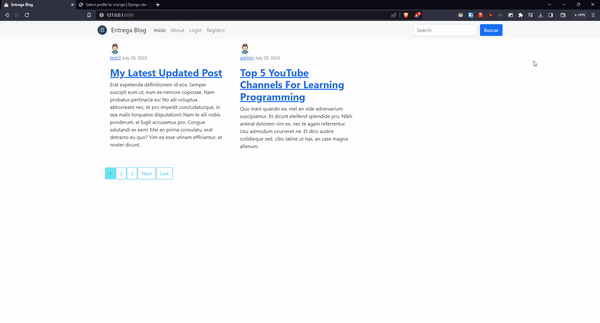 Entrega Blog
Select profile to change | Django site
127.0.0.1:8000
Entrega Blog Inicio About Login Registro Search Buscar
test3 July 20, 2023
My Latest Updated Post
Erat expetenda definitionem id eos. Semper
suscipit eum ut, eum ex nemore copiosae. Nam
probatus pertinacia eu! No alii voluptua
abhorreant nec, te pro impedit concludaturque, in
sea malis torquatos disputationi! Nam te alii nobis
ponderum, ei fugit accusamus pro. Congue
salutandi ex eam! Mei an prima consulatu, erat
detracto eu quo? Vim ea esse utinam efficiantur, at
noster dicunt.
admin July 20, 2023
Top 5 YouTube
Channels For Learning
Programming
Quo inani quando ea, mel an vide adversarium
suscipiantur. Et dicunt eleifend splendide pro. Nibh
animal dolorem vim ex, nec te agam referrentur.
Usu admodum ocurreret ne. Et dico audire
cotidieque sed, cibo latine ut has, an case magna
alienum.
1 2 3 Next Last